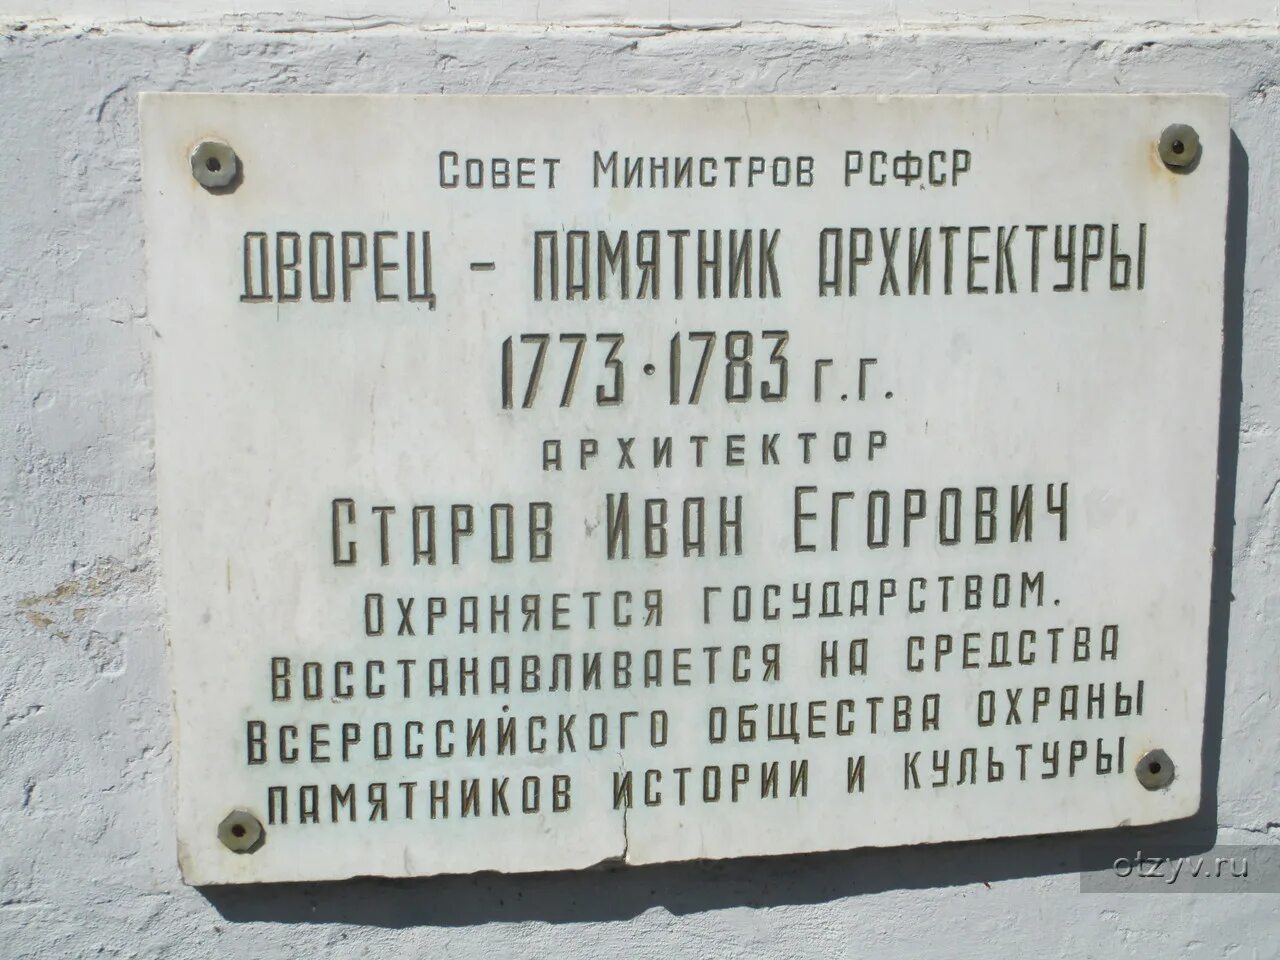 Совет Министров РСФСР
ДВОРЕЦ - ПАМЯТНИК АРХИТЕКТУРЫ
1773·1783 г.г.
АРХИТЕКТОР
Старов Иван Егорович
Охраняется государством.
Восстанавливается на средства
Всероссийского общества охраны
памятников истории и культуры
otzyv.ru